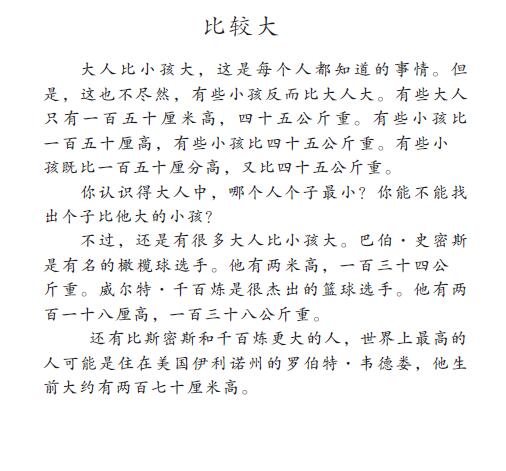 比较大
大人比小孩大，这是每个人都知道的事情。但
是，这也不尽然，有些小孩反而比大人大。有些大人
只有一百五十厘米高，四十五公斤重。有些小孩比
一百五十厘高，有些小孩比四十五公斤重。有些小
孩既比一百五十厘分高，又比四十五公斤重。
你认识得大人中，哪个人个子最小？你能不能找
出个子比他大的小孩？
不过，还是有很多大人比小孩大。巴伯·史密斯
是有名的橄榄球选手。他有两米高，一百三十四公
斤重。威尔特·千百炼是很杰出的篮球选手。他有两
百一十八厘高，一百三十八公斤重。
还有比斯密斯和千百炼更大的人，世界上最高的
人可能是住在美国伊利诺州的罗伯特·韦德娄，他生
前大约有两百七十厘米高。